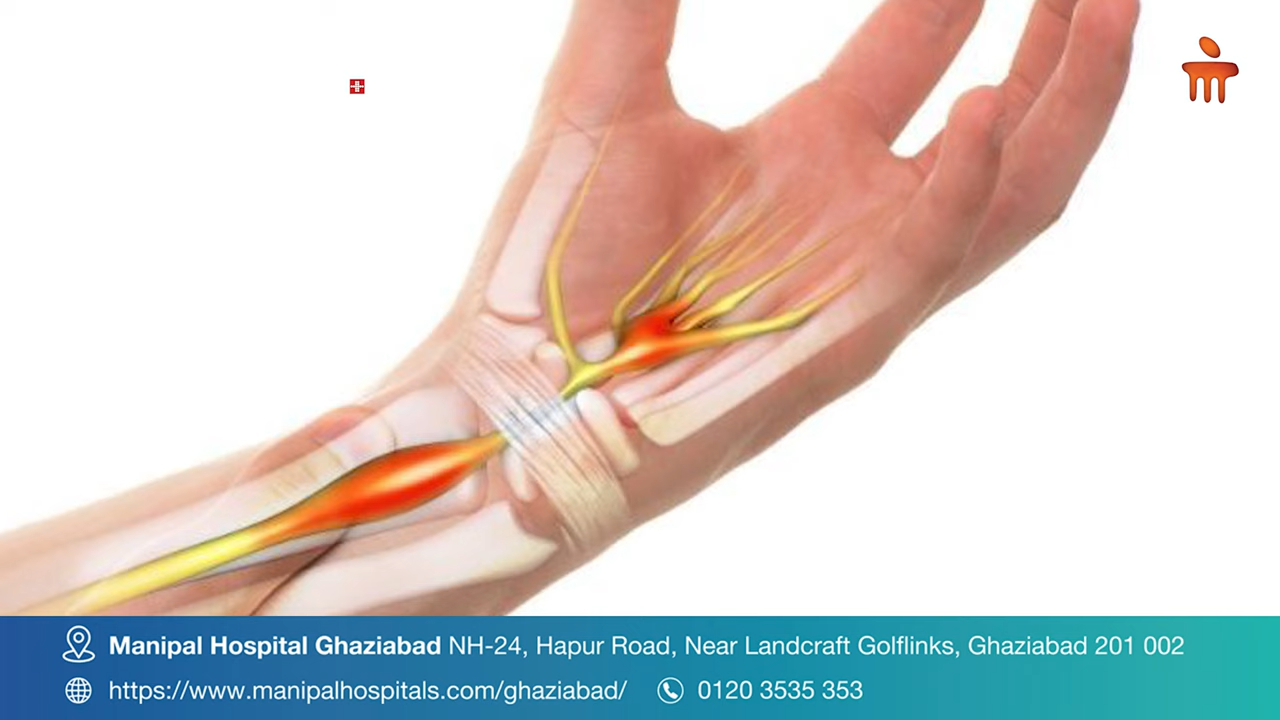 Manipal Hospital Ghaziabad NH-24, Hapur Road, Near Landcraft Golflinks, Ghaziabad 201 002
https://www.manipalhospitals.com/ghaziabad/ 0120 3535 353